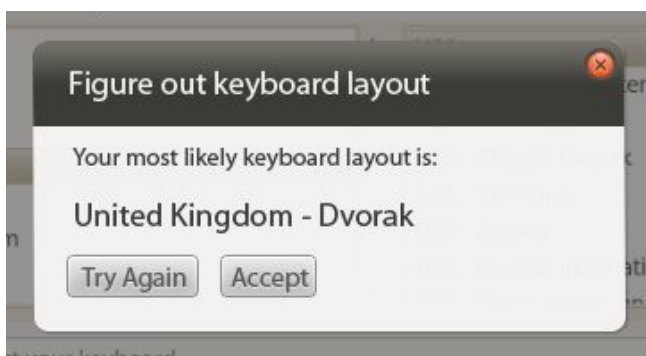 Figure out keyboard layout
Your most likely keyboard layout is:
United Kingdom - Dvorak
Try Again
Accept